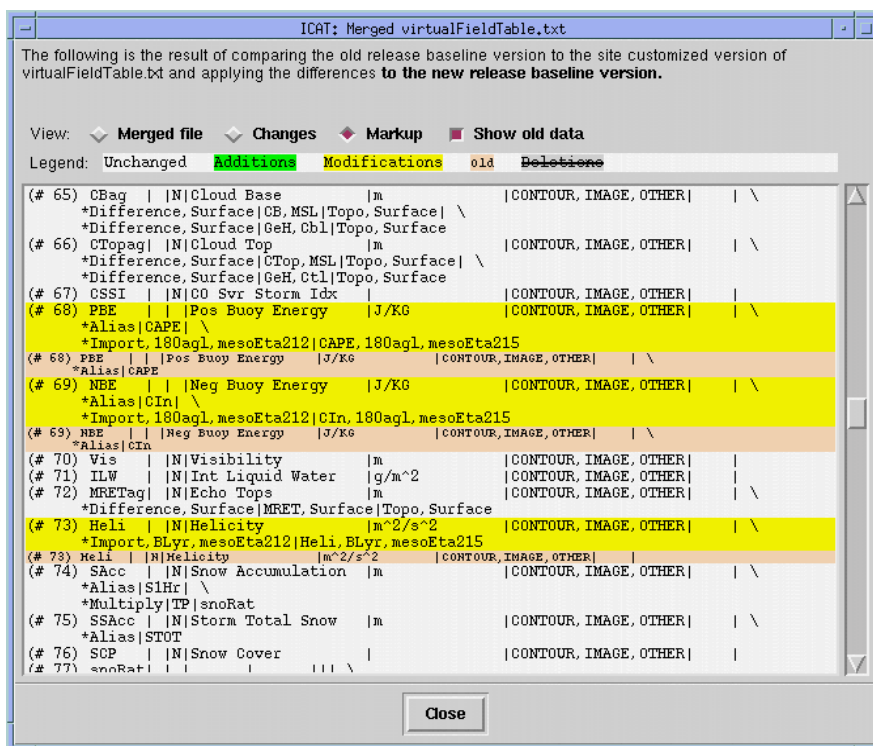 ICAT: Merged virtualFieldTable.txt
The following is the result of comparing the old release baseline version to the site customized version of
virtualFieldTable.txt and applying the differences to the new release baseline version.
View: Merged file Changes Markup Show old data
Legend: Unchanged Additions Modifications old Deletions
(# 65) CBag | |N|Cloud Base |m |CONTOUR,IMAGE,OTHER| | \
*Difference,Surface|CB,MSL|Topo,Surface| \
*Difference,Surface|GeH,Cbl|Topo,Surface
(# 66) CTopag| |N|Cloud Top |m |CONTOUR,IMAGE,OTHER| | \
*Difference,Surface|CTop,MSL|Topo,Surface| \
*Difference,Surface|GeH,Ctl|Topo,Surface
(# 67) CSSI | |N|CO Svr Storm Idx | |CONTOUR,IMAGE,OTHER| |
(# 68) PBE | | |Pos Buoy Energy |J/KG |CONTOUR,IMAGE,OTHER| | \
*Alias|CAPE| \
*Import,180agl,mesoEta212|CAPE,180agl,mesoEta215
(# 68) PBE | | |Pos Buoy Energy |J/KG |CONTOUR,IMAGE,OTHER| | \
*Alias|CAPE
(# 69) NBE | | |Neg Buoy Energy |J/KG |CONTOUR,IMAGE,OTHER| | \
*Alias|CIn| \
*Import,180agl,mesoEta212|CIn,180agl,mesoEta215
(# 69) NBE | | |Neg Buoy Energy |J/KG |CONTOUR,IMAGE,OTHER| | \
*Alias|CIn
(# 70) Vis | |N|Visibility |m |CONTOUR,IMAGE,OTHER| |
(# 71) ILW | |N|Int Liquid Water |g/m^2 |CONTOUR,IMAGE,OTHER| |
(# 72) MRETag| |N|Echo Tops |m |CONTOUR,IMAGE,OTHER| | \
*Difference,Surface|MRET,Surface|Topo,Surface
(# 73) Heli | |N|Helicity |m^2/s^2 |CONTOUR,IMAGE,OTHER| | \
*Import,BLyr,mesoEta212|Heli,BLyr,mesoEta215
(# 73) Heli | |N|Helicity |m^2/s^2 |CONTOUR,IMAGE,OTHER| |
(# 74) SAcc | |N|Snow Accumulation |m |CONTOUR,IMAGE,OTHER| | \
*Alias|S1Hr| \
*Multiply|TP|snoRat
(# 75) SSAcc | |N|Storm Total Snow |m |CONTOUR,IMAGE,OTHER| | \
*Alias|STOT
(# 76) SCP | |N|Snow Cover | |CONTOUR,IMAGE,OTHER| |
(# 77) snoRat| | | | ||| \
Close